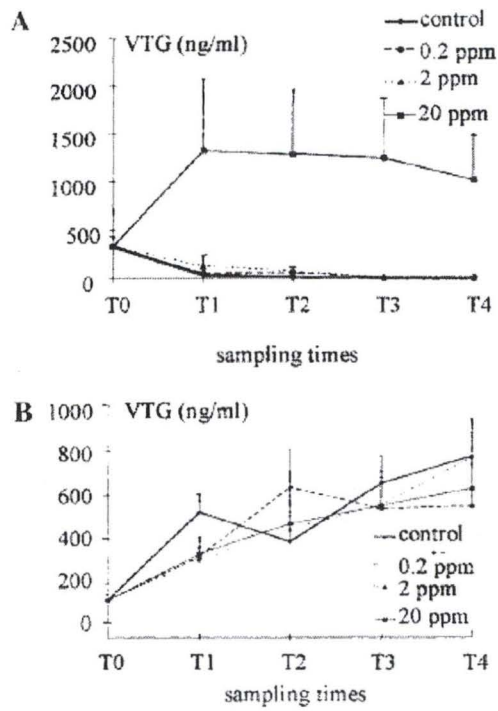 A
VTG (ng/ml)
control
0.2 ppm
2 ppm
20 ppm
2500
2000
1500
1000
500
0
T0 T1 T2 T3 T4
sampling times
B
VTG (ng/ml)
1000
800
600
400
200
0
control
0.2 ppm
2 ppm
20 ppm
T0 T1 T2 T3 T4
sampling times